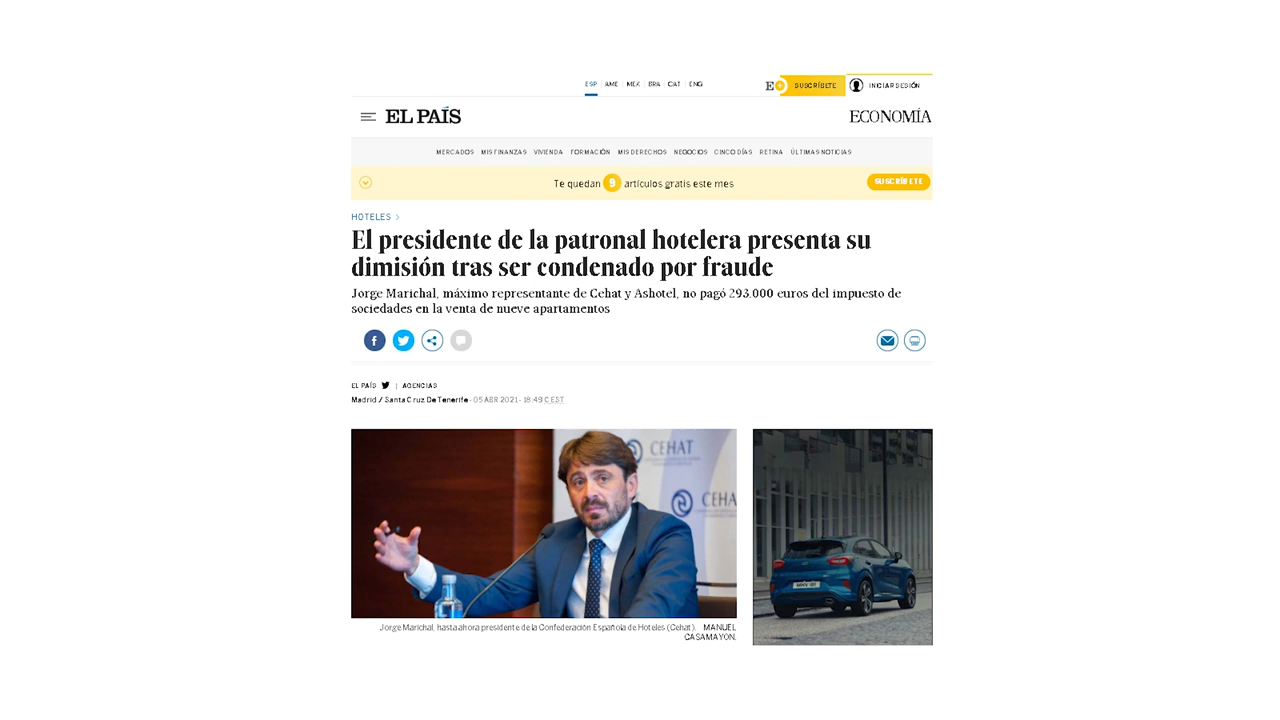 ESP AME MEX BRA CAT ENG
E+ SUSCRÍBETE INICIAR SESIÓN
EL PAÍS ECONOMÍA
MERCADOS MIS FINANZAS VIVIENDA FORMACIÓN MIS DERECHOS NEGOCIOS CINCO DÍAS RETINA ÚLTIMAS NOTICIAS
Te quedan 9 artículos gratis este mes SUSCRÍBETE
HOTELES >
El presidente de la patronal hotelera presenta su
dimisión tras ser condenado por fraude
Jorge Marichal, máximo representante de Cehat y Ashotel, no pagó 293.000 euros del impuesto de
sociedades en la venta de nueve apartamentos
EL PAÍS | AGENCIAS
Madrid / Santa Cruz De Tenerife - 05 ABR 2021 - 18:49 CEST
CEHAT
CEHA
Jorge Marichal, hasta ahora presidente de la Confederación Española de Hoteles (Cehat). MANUEL
CASAMAYON.